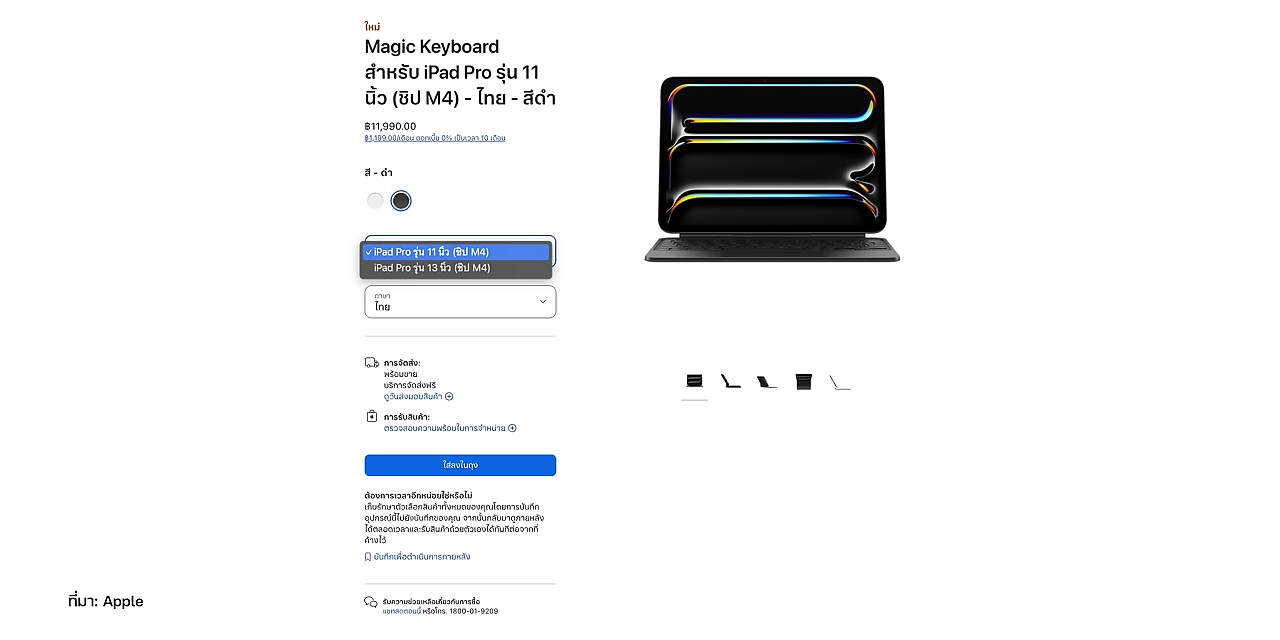 ใหม่
Magic Keyboard
สำหรับ iPad Pro รุ่น 11
นิ้ว (ชิป M4) - ไทย - สีดำ
฿11,990.00
฿1,199.00/เดือน ดอกเบี้ย 0% เป็นเวลา 10 เดือน
สี - ดำ
✓ iPad Pro รุ่น 11 นิ้ว (ชิป M4)
iPad Pro รุ่น 13 นิ้ว (ชิป M4)
ภาษา
ไทย
การจัดส่ง:
พร้อมขาย
บริการจัดส่งฟรี
ดูวันส่งมอบสินค้า
การรับสินค้า:
ตรวจสอบความพร้อมในการจำหน่าย
ใส่ลงในถุง
ต้องการเวลาอีกหน่อยใช่หรือไม่
เก็บรักษาตัวเลือกสินค้าทั้งหมดของคุณโดยการบันทึก
อุปกรณ์นี้ไปยังบันทึกของคุณ จากนั้นกลับมาดูภายหลัง
ได้ตลอดเวลาและรับสินค้าด้วยตัวเองได้ทันทีต่อจากที่
ค้างไว้
บันทึกเพื่อดำเนินการภายหลัง
รับความช่วยเหลือเกี่ยวกับการซื้อ
แชทสดตอนนี้ หรือโทร. 1800-01-9209
ที่มา: Apple